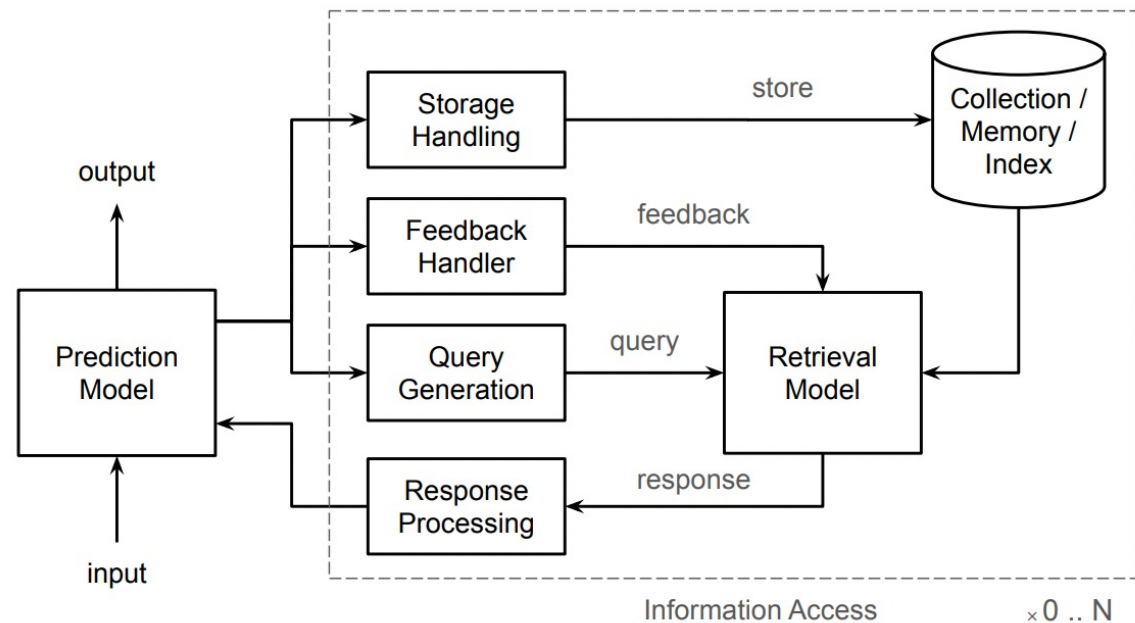 Storage
Handling
store
Collection /
Memory /
Index
output
Feedback
Handler
feedback
Prediction
Model
Query
Generation
query
Retrieval
Model
Response
Processing
response
input
Information Access
× 0 .. N